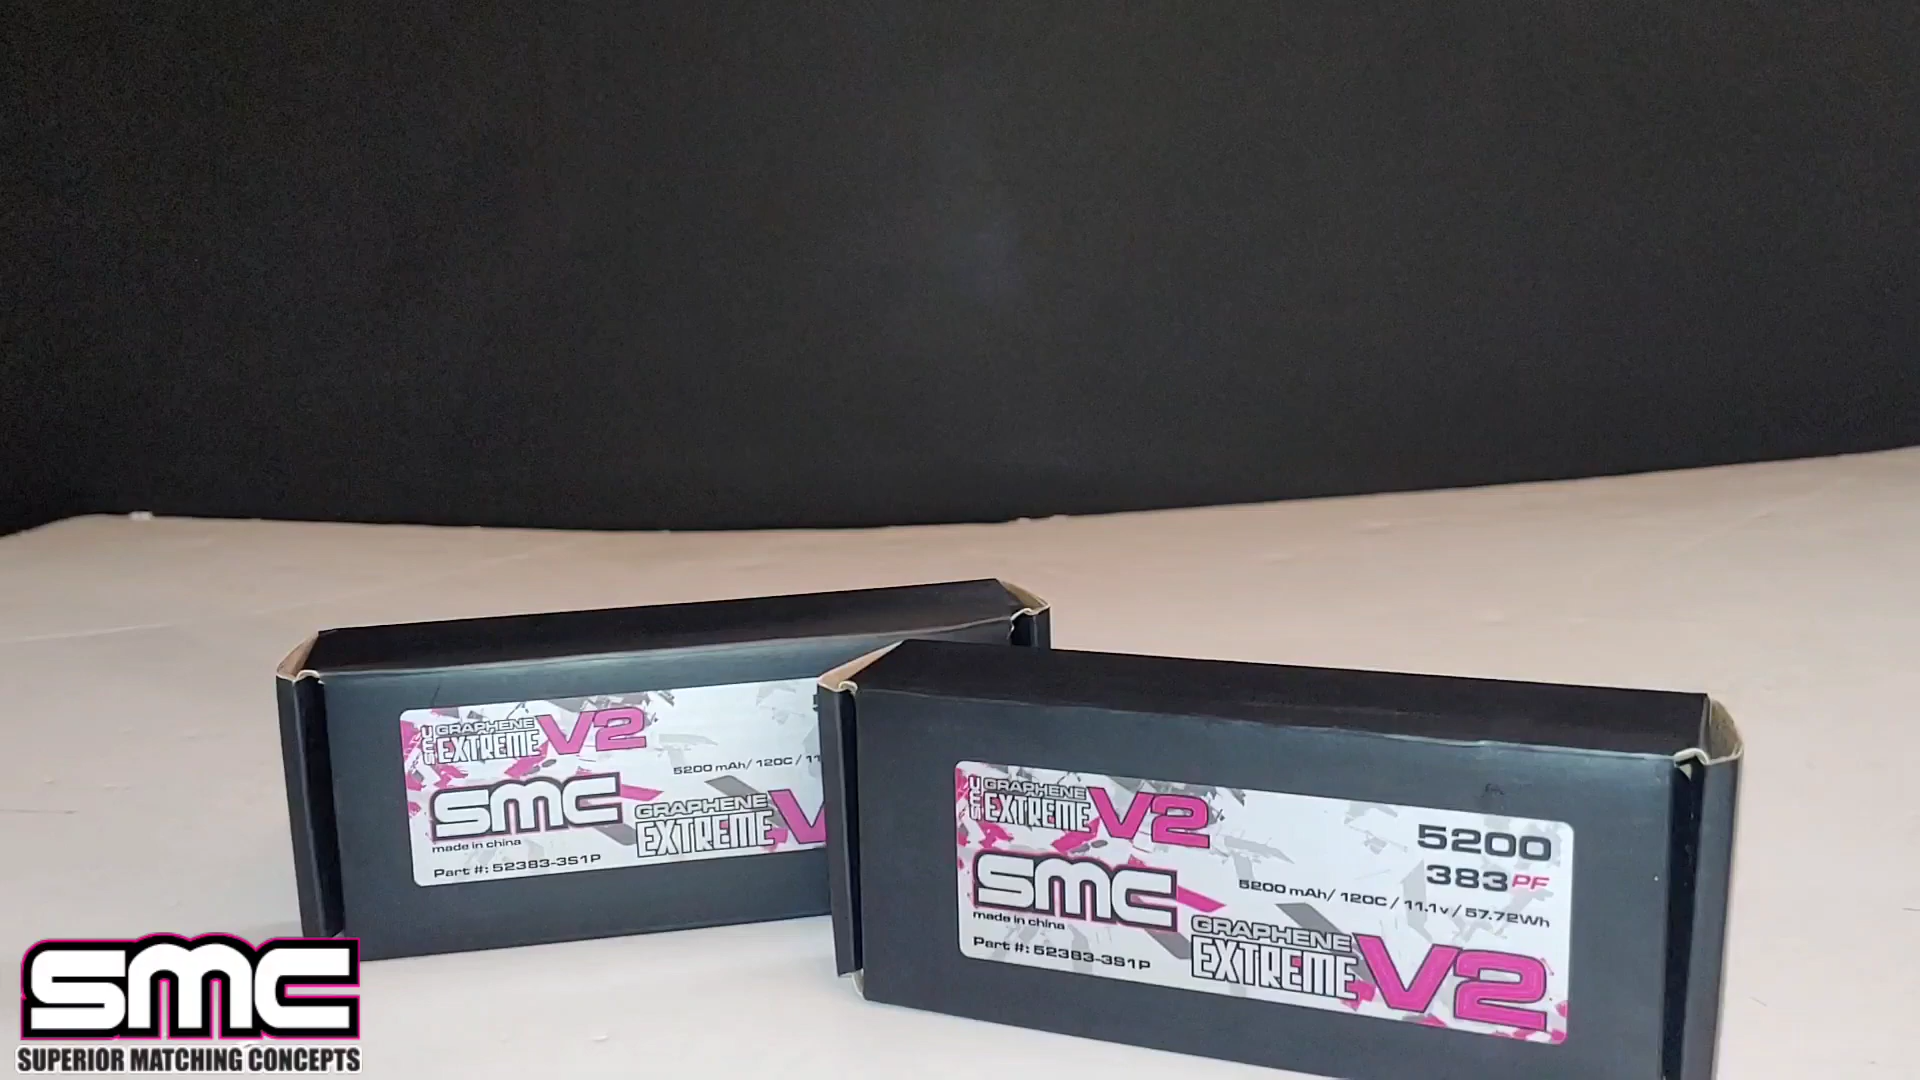 SMC GRAPHENE
EXTREME V2
5200 mAh/ 120C / 11
SMC
GRAPHENE
EXTREME V
made in china
Part #: 52383-3S1P
SMC GRAPHENE
EXTREME V2
5200
383PF
5200 mAh/ 120C / 11.1v / 57.72Wh
SMC
made in china
GRAPHENE
EXTREME V2
Part #: 52383-3S1P
SMC
SUPERIOR MATCHING CONCEPTS